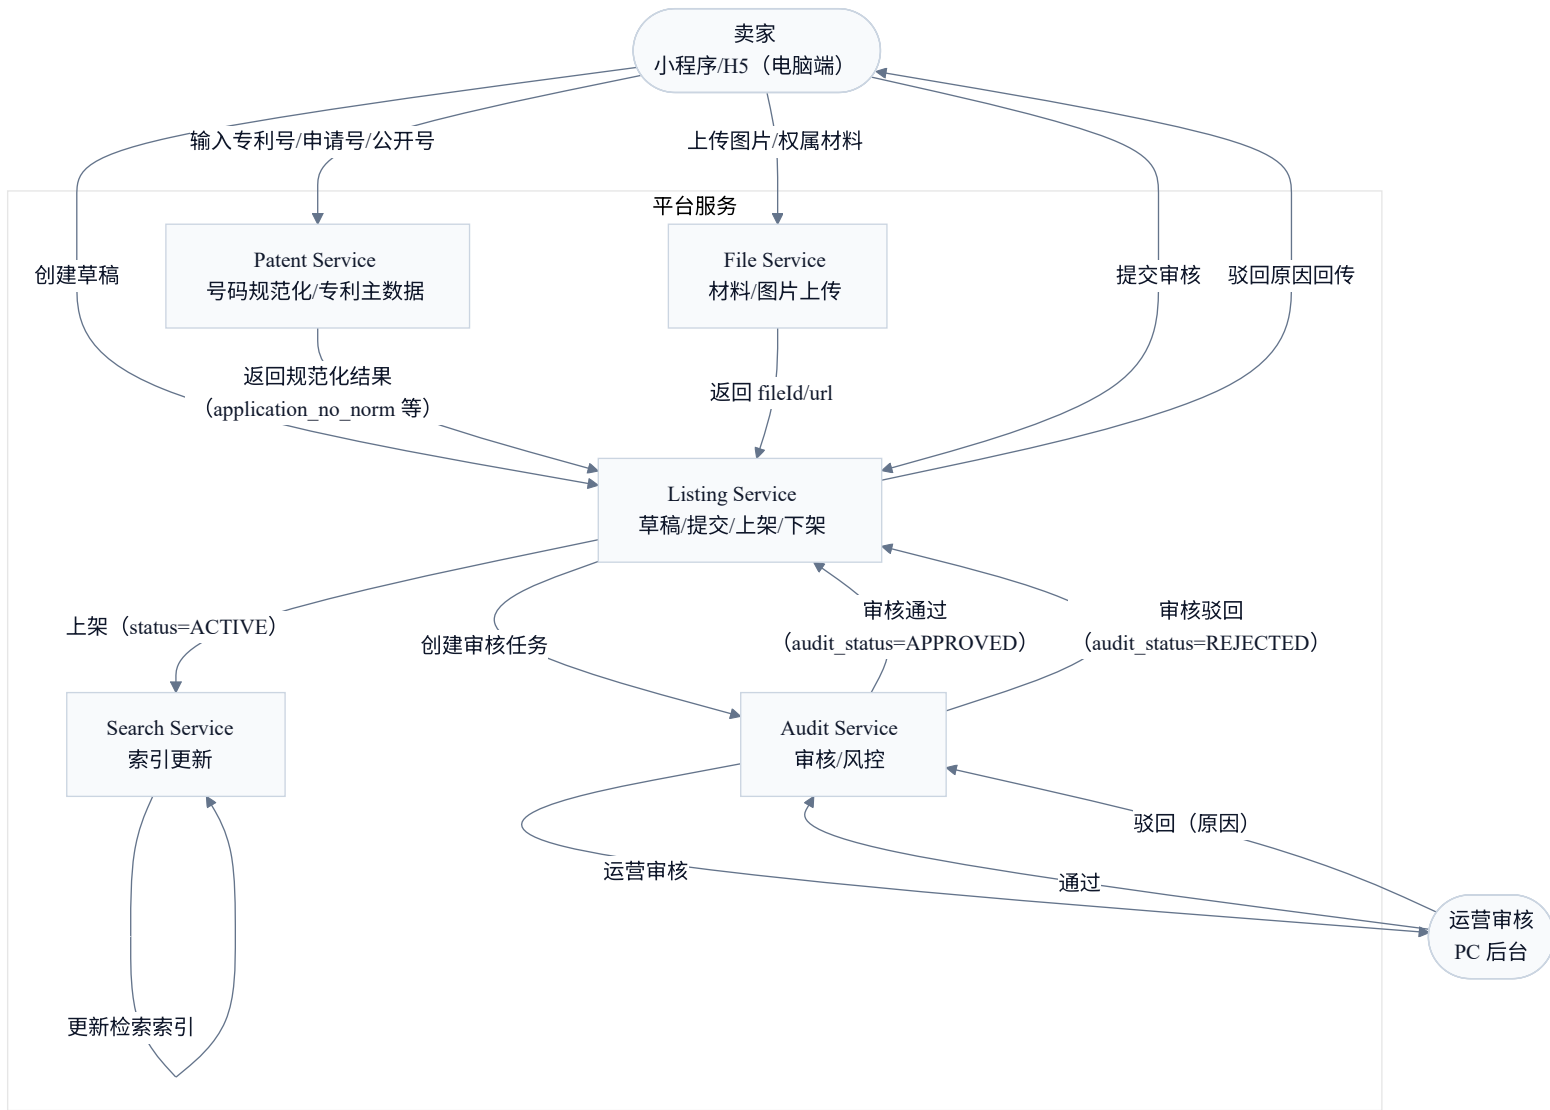 卖家
小程序/H5（电脑端）
输入专利号/申请号/公开号
上传图片/权属材料
平台服务
Patent Service
号码规范化/专利主数据
File Service
材料/图片上传
创建草稿
提交审核
驳回原因回传
返回规范化结果
（application_no_norm 等）
返回 fileId/url
Listing Service
草稿/提交/上架/下架
上架（status=ACTIVE）
创建审核任务
审核通过
（audit_status=APPROVED）
审核驳回
（audit_status=REJECTED）
Search Service
索引更新
Audit Service
审核/风控
驳回（原因）
运营审核
通过
运营审核
PC 后台
更新检索索引